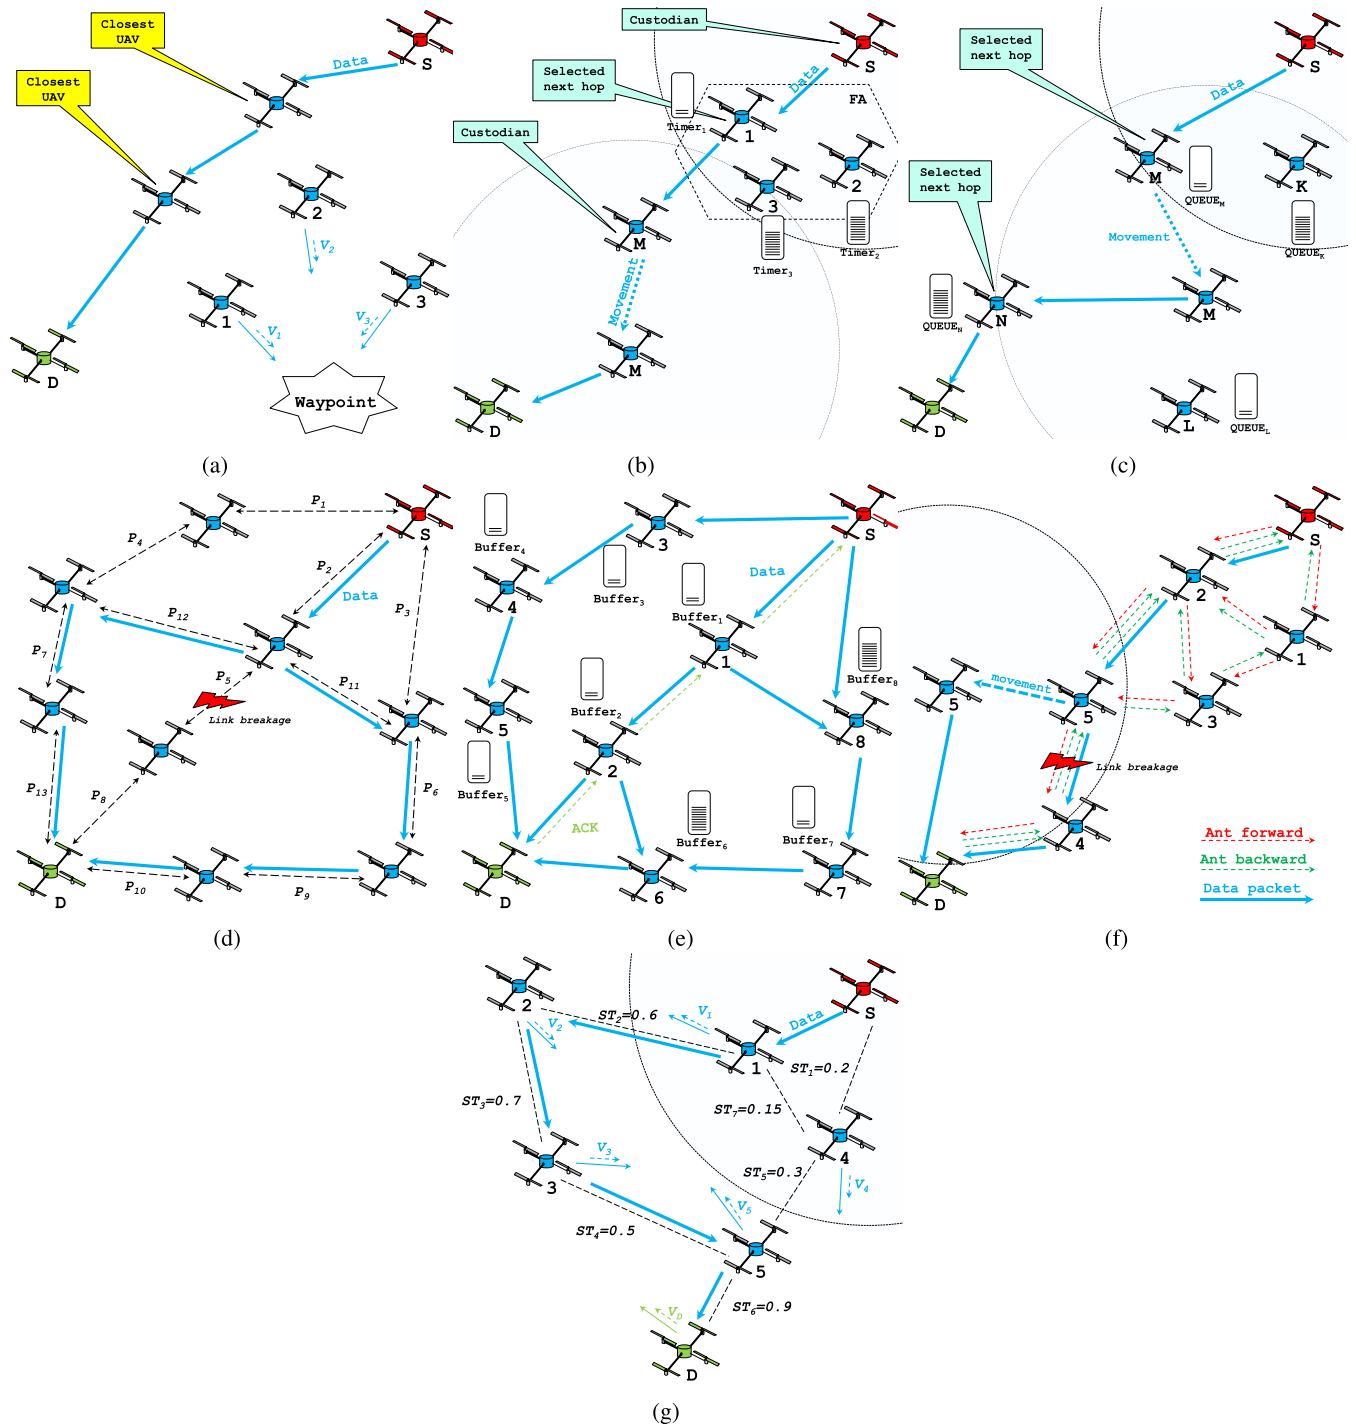 Closest
UAV
Closest
UAV
Data
S
2
V2
1
V1
3
V3
D
Waypoint
(a)
Custodian
Selected
next hop
Custodian
Data
S
FA
Timer1
1
2
3
Timer2
Timer3
M
Movement
M
D
(b)
Selected
next hop
Selected
next hop
Data
S
M
QUEUEM
K
QUEUEK
Movement
M
N
QUEUEN
L
QUEUEL
D
(c)
P1
S
P4
P2
Data
P3
P12
P7
P5
P11
Link breakage
P13
P8
P6
D
P10
P9
(d)
Buffer4
3
S
Buffer3
Data
4
Buffer1
1
Buffer8
Buffer2
5
8
2
Buffer5
ACK
Buffer6
Buffer7
D
6
7
(e)
S
2
1
movement
5
5
3
Link breakage
4
D
Ant forward
Ant backward
Data packet
(f)
2
S
ST2=0.6
V1
Data
V2
1
ST1=0.2
ST3=0.7
ST7=0.15
4
V3
3
ST5=0.3
V4
V5
ST4=0.5
5
ST6=0.9
VD
D
(g)